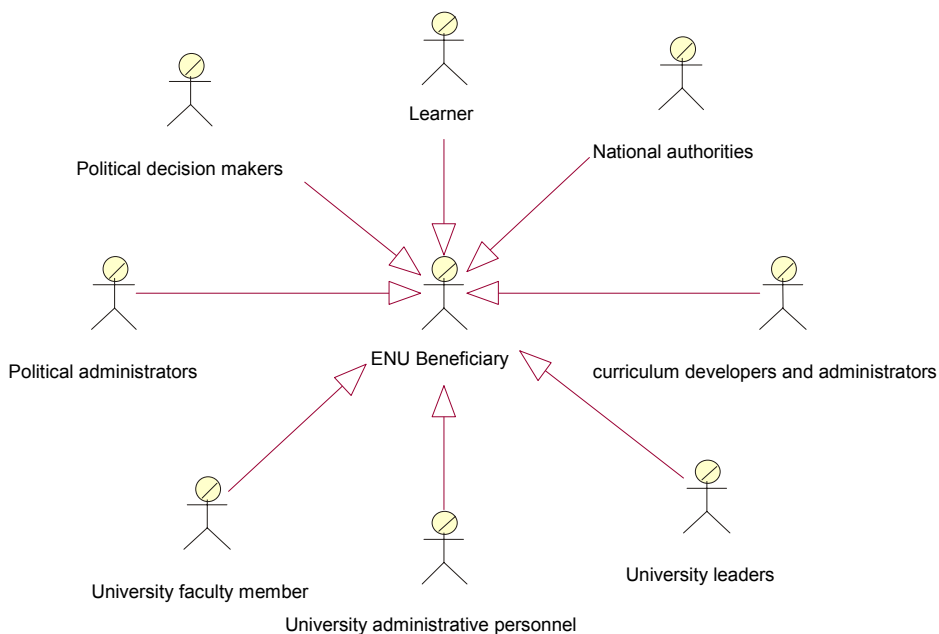 Learner
National authorities
Political decision makers
ENU Beneficiary
Political administrators
curriculum developers and administrators
University faculty member
University leaders
University administrative personnel